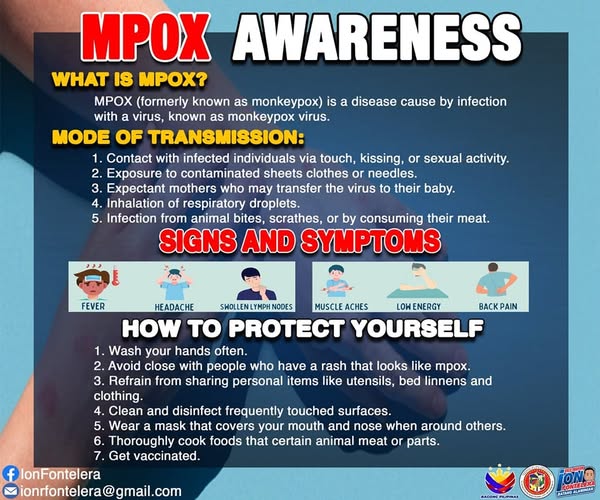 MPOX AWARENESS
WHAT IS MPOX?
MPOX (formerly known as monkeypox) is a disease cause by infection
with a virus, known as monkeypox virus.
MODE OF TRANSMISSION:
1. Contact with infected individuals via touch, kissing, or sexual activity.
2. Exposure to contaminated sheets clothes or needles.
3. Expectant mothers who may transfer the virus to their baby.
4. Inhalation of respiratory droplets.
5. Infection from animal bites, scrathes, or by consuming their meat.
SIGNS AND SYMPTOMS
FEVER
HEADACHE
SWOLLEN LYMPH NODES
MUSCLE ACHES
LOW ENERGY
BACK PAIN
HOW TO PROTECT YOURSELF
1. Wash your hands often.
2. Avoid close with people who have a rash that looks like mpox.
3. Refrain from sharing personal items like utensils, bed linnens and
clothing.
4. Clean and disinfect frequently touched surfaces.
5. Wear a mask that covers your mouth and nose when around others.
6. Thoroughly cook foods that certain animal meat or parts.
7. Get vaccinated.
IonFontelera
ionrfontelera@gmail.com
BAGONG PILIPINAS
ION
FONTELERA